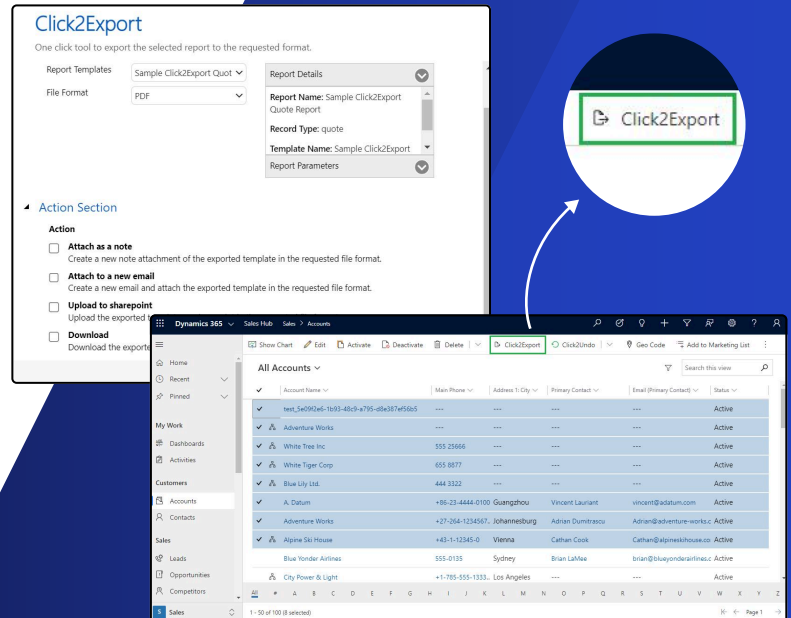 Click2Export
One click tool to export the selected report to the requested format.
Report Templates
Sample Click2Export Quot
File Format
PDF
Report Details
Report Name: Sample Click2Export
Quote Report
Record Type: quote
Template Name: Sample Click2Export
Report Parameters
Action Section
Action
Attach as a note
Create a new note attachment of the exported template in the requested file format.
Attach to a new email
Create a new email and attach the exported template in the requested file format.
Upload to sharepoint
Upload the exported
Download
Download the exporte
Click2Export
Dynamics 365 Sales Hub Sales > Accounts
Show Chart Edit Activate Deactivate Delete Click2Export Click2Undo Geo Code Add to Marketing List
Home
Recent
Pinned
My Work
Dashboards
Activities
Customers
Accounts
Contacts
Sales
Leads
Opportunities
Competitors
S Sales
All Accounts
Search this view
Account Name Main Phone Address 1: City Primary Contact Email (Primary Contact) Status
test_5e09f2e6-1b93-48c9-a795-d8e387ef56b5 --- --- --- --- Active
Adventure Works --- --- --- --- Active
White Tree Inc 555 25666 --- --- --- Active
White Tiger Corp 655 8877 --- --- --- Active
Blue Lily Ltd. 444 3322 --- --- --- Active
A. Datum +86-23-4444-0100 Guangzhou Vincent Lauriant vincent@adatum.com Active
Adventure Works +27-264-1234567.. Johannesburg Adrian Dumitrascu Adrian@adventure-works.c Active
Alpine Ski House +43-1-12345-0 Vienna Cathan Cook Cathan@alpineskihouse.co Active
Blue Yonder Airlines 555-0135 Sydney Brian LaMee brian@blueyonderairlines.c Active
City Power & Light +1-785-555-1333.. Los Angeles --- --- Active
All # A B C D E F G H I J K L M N O P Q R S T U V W X Y Z
1 - 50 of 100 (8 selected) Page 1